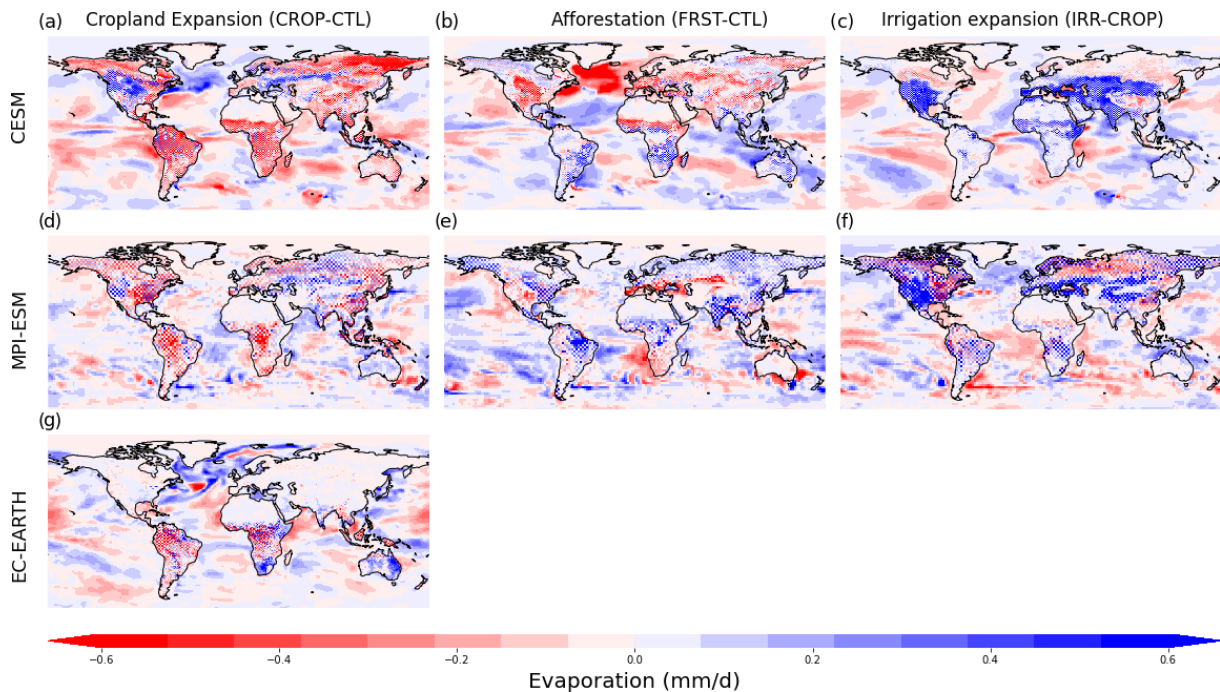 (a) Cropland Expansion (CROP-CTL)
(b) Afforestation (FRST-CTL)
(c) Irrigation expansion (IRR-CROP)
CESM
(d)
(e)
(f)
MPI-ESM
(g)
EC-EARTH
−0.6 −0.4 −0.2 0.0 0.2 0.4 0.6
Evaporation (mm/d)